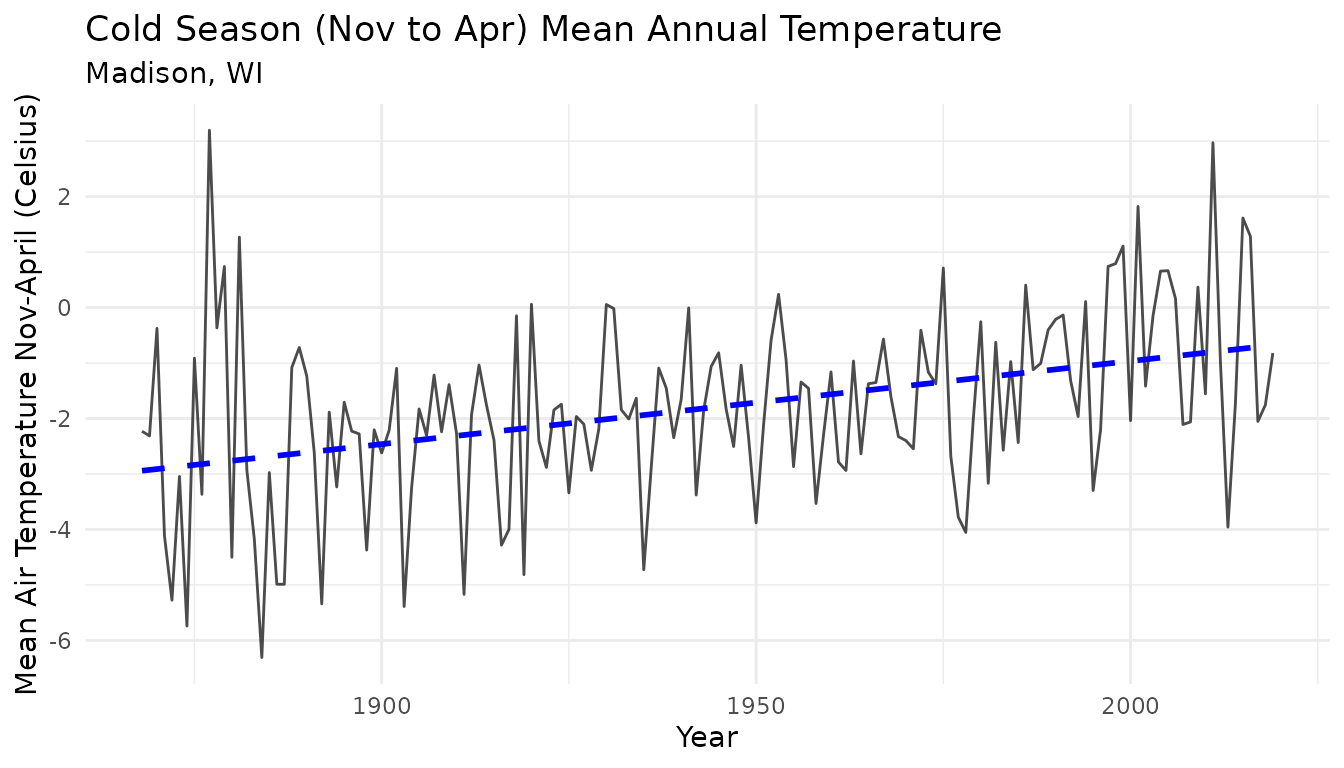 Cold Season (Nov to Apr) Mean Annual Temperature
Madison, WI
Mean Air Temperature Nov-April (Celsius)
2
0
-2
-4
-6
1900
1950
2000
Year